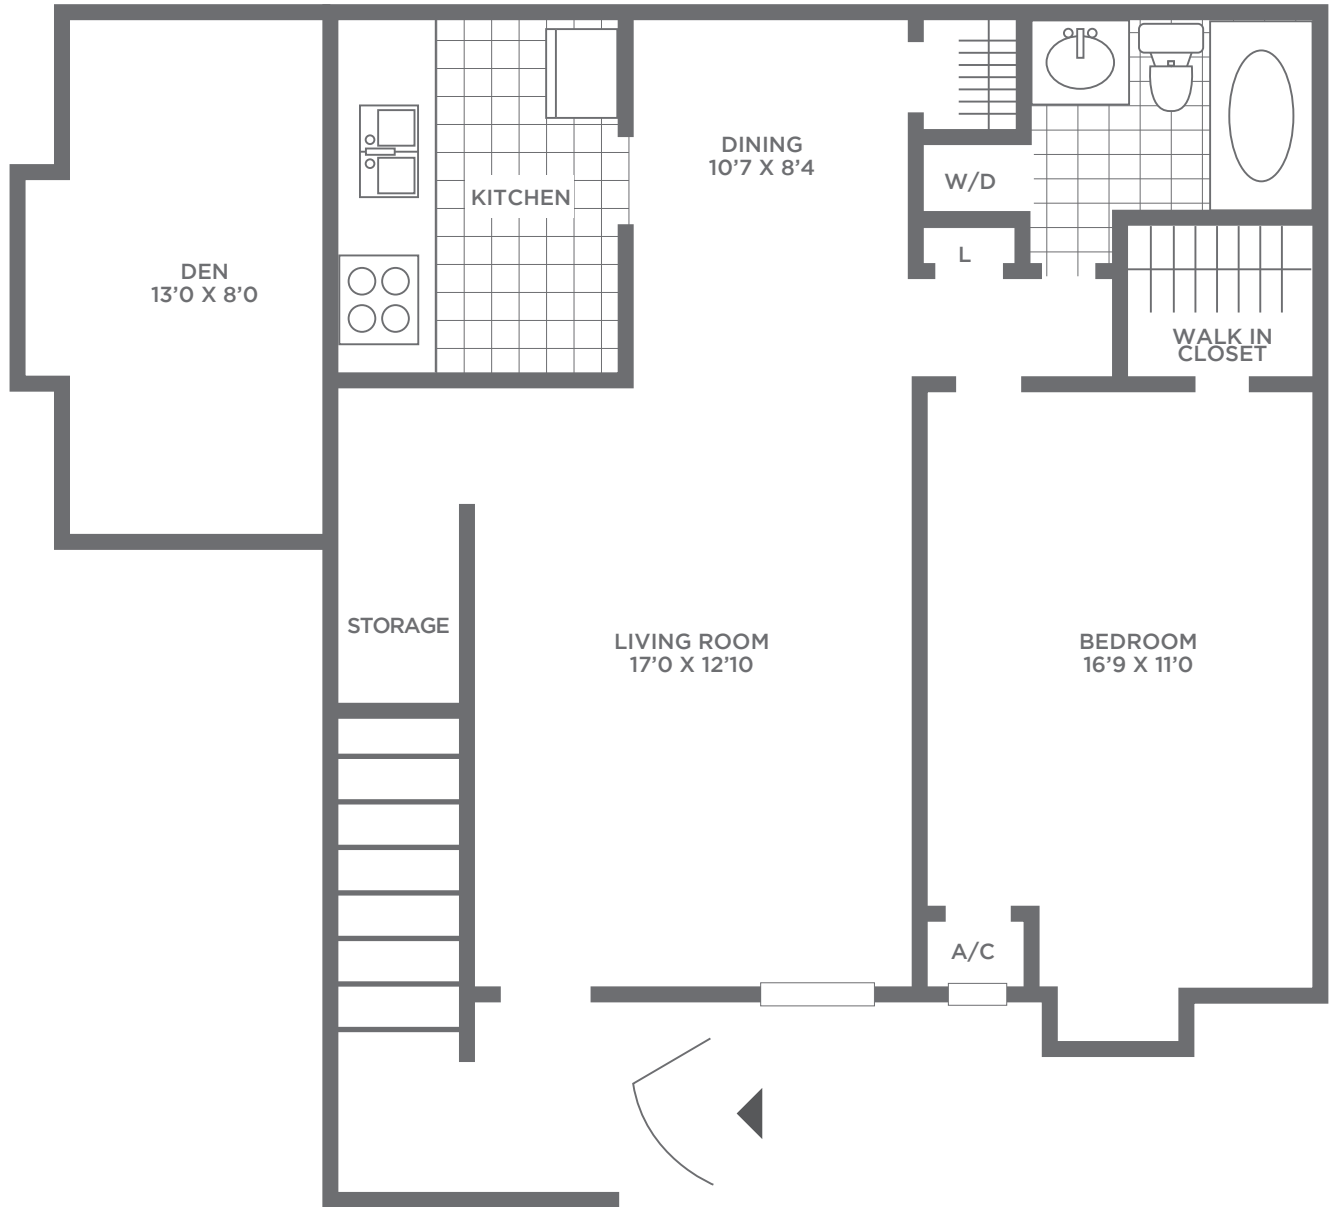 DINING
10’7 X 8’4
W/D
KITCHEN
L
DEN
13’0 X 8’0
WALK IN
CLOSET
STORAGE
LIVING ROOM
17’0 X 12’10
BEDROOM
16’9 X 11’0
A/C